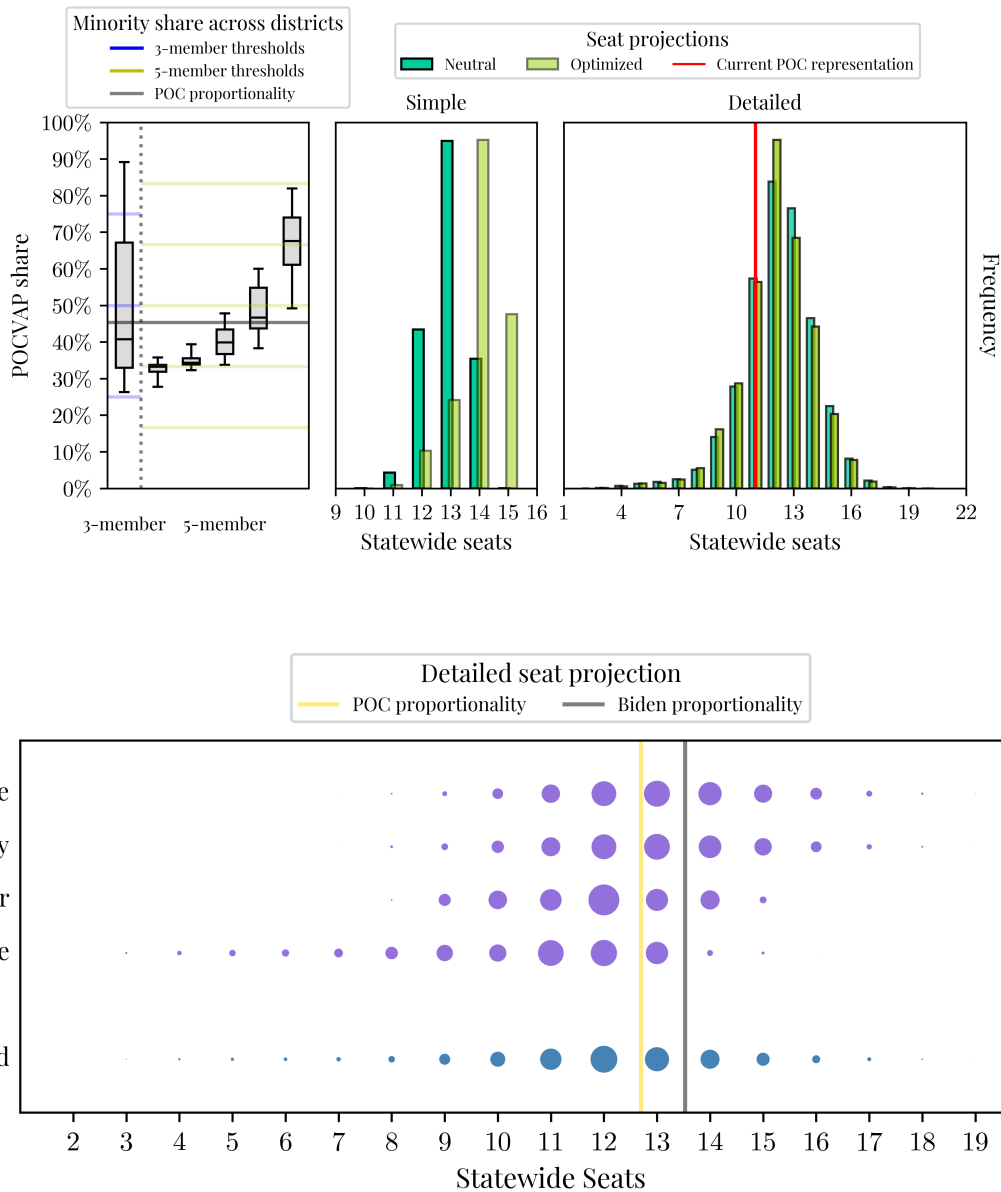 Minority share across districts
3-member thresholds
5-member thresholds
POC proportionality
Seat projections
Neutral
Optimized
Current POC representation
Simple
Detailed
100%
90%
80%
70%
60%
50%
40%
30%
20%
10%
0%
POCVAP share
3-member
5-member
9 10 11 12 13 14 15 16
Statewide seats
1 4 7 10 13 16 19 22
Statewide seats
Frequency
Detailed seat projection
POC proportionality
Biden proportionality
e
y
r
e
d
2 3 4 5 6 7 8 9 10 11 12 13 14 15 16 17 18 19
Statewide Seats